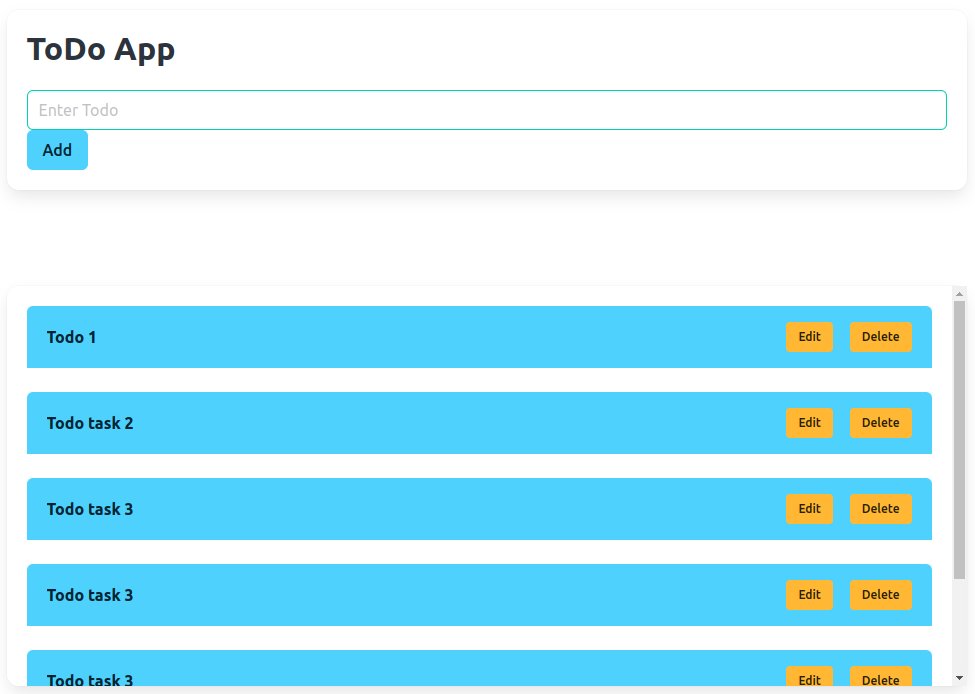 ToDo App
Enter Todo
Add
Todo 1 Edit Delete
Todo task 2 Edit Delete
Todo task 3 Edit Delete
Todo task 3 Edit Delete
Todo task 3 Edit Delete